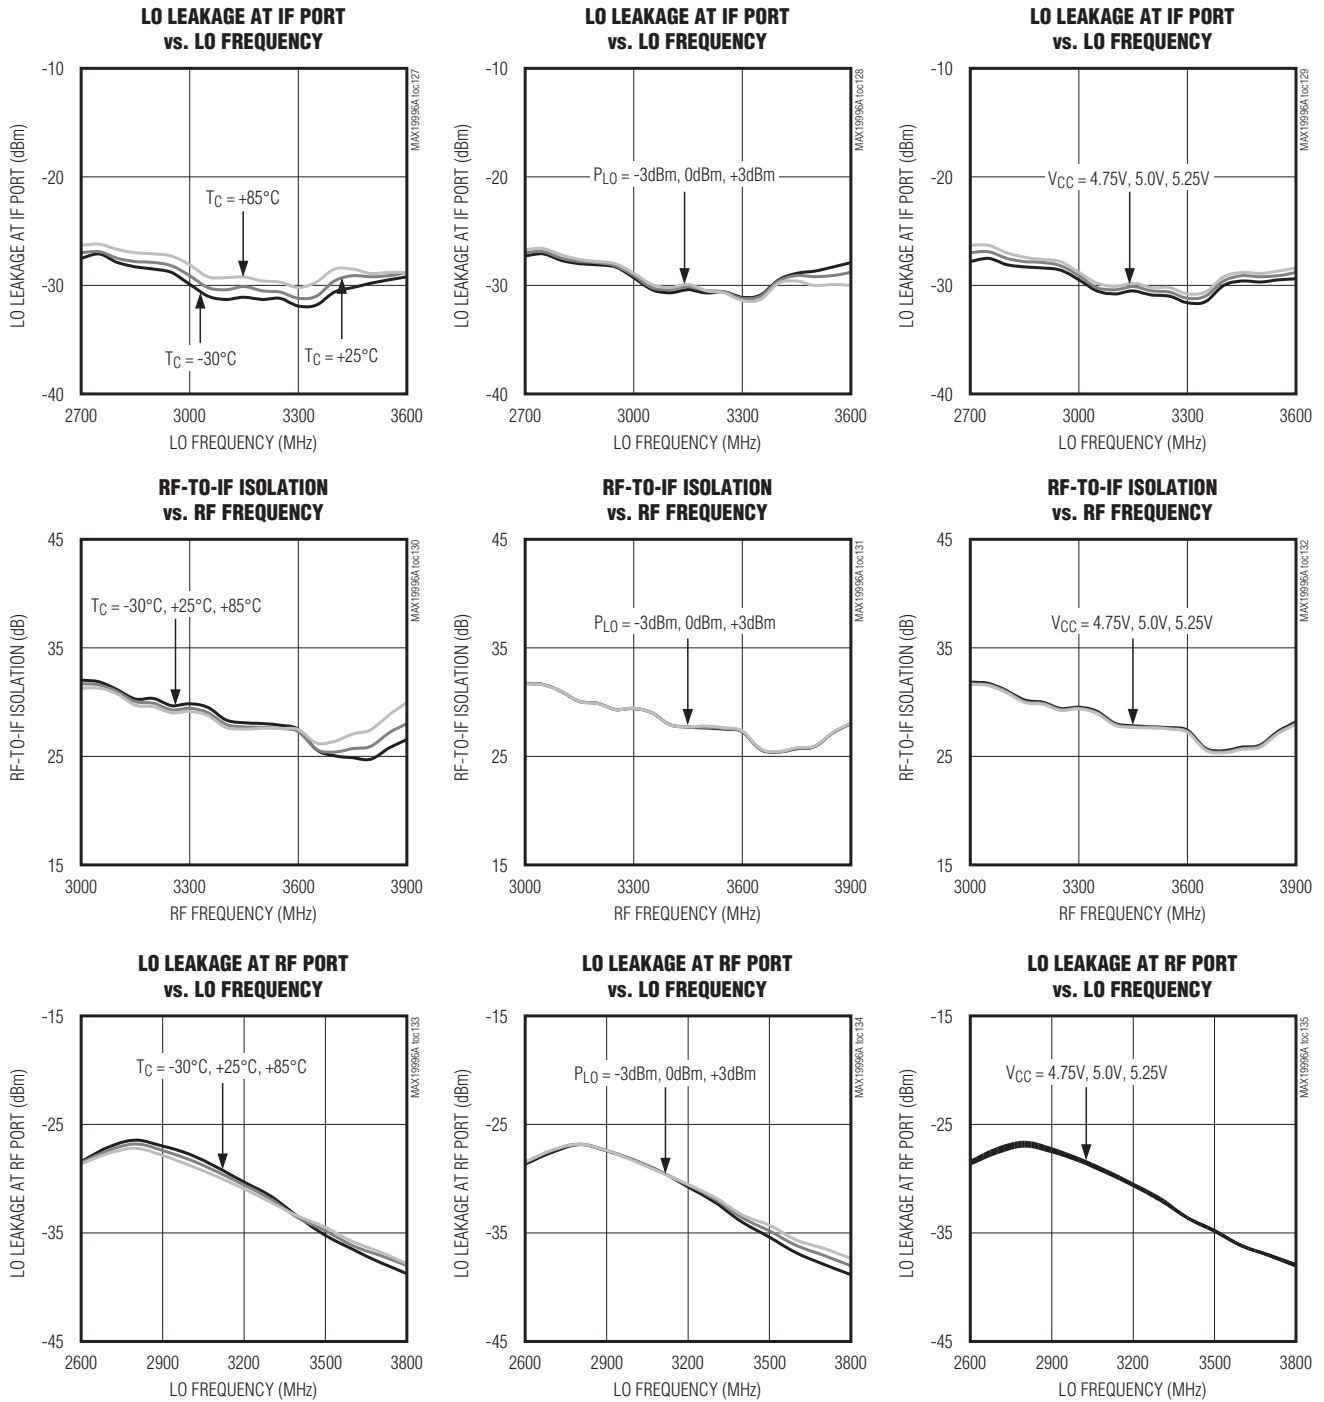 LO LEAKAGE AT IF PORT
vs. LO FREQUENCY
-10
-20
-30
-40
LO LEAKAGE AT IF PORT (dBm)
TC = +85°C
TC = -30°C
TC = +25°C
2700
3000
3300
3600
LO FREQUENCY (MHz)
MAX19996A toc127
LO LEAKAGE AT IF PORT
vs. LO FREQUENCY
-10
-20
-30
-40
LO LEAKAGE AT IF PORT (dBm)
PLO = -3dBm, 0dBm, +3dBm
2700
3000
3300
3600
LO FREQUENCY (MHz)
MAX19996A toc128
LO LEAKAGE AT IF PORT
vs. LO FREQUENCY
-10
-20
-30
-40
LO LEAKAGE AT IF PORT (dBm)
VCC = 4.75V, 5.0V, 5.25V
2700
3000
3300
3600
LO FREQUENCY (MHz)
MAX19996A toc129
RF-TO-IF ISOLATION
vs. RF FREQUENCY
45
35
25
15
RF-TO-IF ISOLATION (dB)
TC = -30°C, +25°C, +85°C
3000
3300
3600
3900
RF FREQUENCY (MHz)
MAX19996A toc130
RF-TO-IF ISOLATION
vs. RF FREQUENCY
45
35
25
15
RF-TO-IF ISOLATION (dB)
PLO = -3dBm, 0dBm, +3dBm
3000
3300
3600
3900
RF FREQUENCY (MHz)
MAX19996A toc131
RF-TO-IF ISOLATION
vs. RF FREQUENCY
45
35
25
15
RF-TO-IF ISOLATION (dB)
VCC = 4.75V, 5.0V, 5.25V
3000
3300
3600
3900
RF FREQUENCY (MHz)
MAX19996A toc132
LO LEAKAGE AT RF PORT
vs. LO FREQUENCY
-15
-25
-35
-45
LO LEAKAGE AT RF PORT (dBm)
TC = -30°C, +25°C, +85°C
2600
2900
3200
3500
3800
LO FREQUENCY (MHz)
MAX19996A toc133
LO LEAKAGE AT RF PORT
vs. LO FREQUENCY
-15
-25
-35
-45
LO LEAKAGE AT RF PORT (dBm)
PLO = -3dBm, 0dBm, +3dBm
2600
2900
3200
3500
3800
LO FREQUENCY (MHz)
MAX19996A toc134
LO LEAKAGE AT RF PORT
vs. LO FREQUENCY
-15
-25
-35
-45
LO LEAKAGE AT RF PORT (dBm)
VCC = 4.75V, 5.0V, 5.25V
2600
2900
3200
3500
3800
LO FREQUENCY (MHz)
MAX19996A toc135